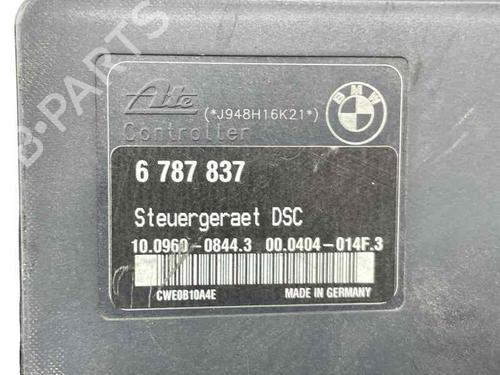 Ate
(*J948H16K21*)
BMW
Controller
6 787 837
Steuergeraet DSC
10.0960-0844.3 00.0404-014F.3
CWE0B10A4E MADE IN GERMANY
B-PARTS